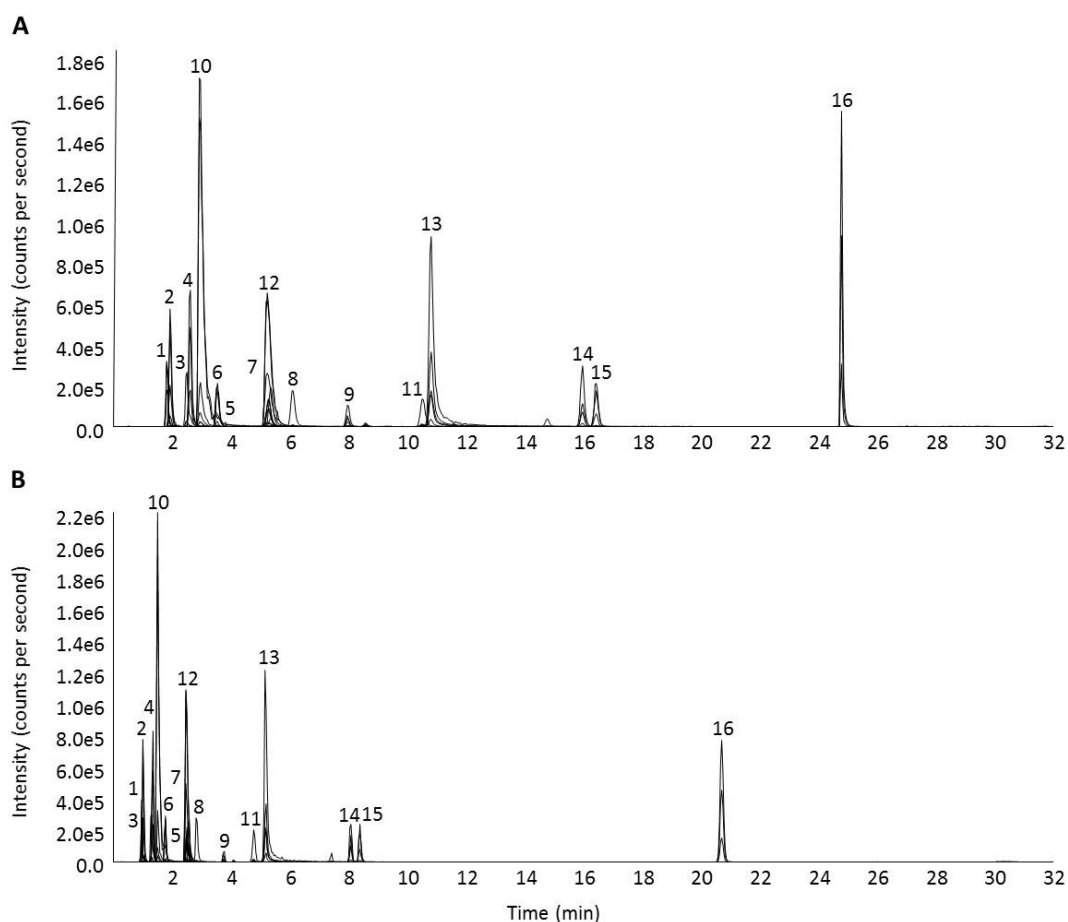 A
Intensity (counts per second)
1.8e6
1.6e6
1.4e6
1.2e6
1.0e6
8.0e5
6.0e5
4.0e5
2.0e5
0.0
1
2
3
4
10
6
5
7
12
8
9
11
13
14
15
16
2 4 6 8 10 12 14 16 18 20 22 24 26 28 30 32
B
Intensity (counts per second)
2.2e6
2.0e6
1.8e6
1.6e6
1.4e6
1.2e6
1.0e6
8.0e5
6.0e5
4.0e5
2.0e5
0.0
10
4
2
1
3
6
12
7
5
8
9
11
13
14 15
16
2 4 6 8 10 12 14 16 18 20 22 24 26 28 30 32
Time (min)